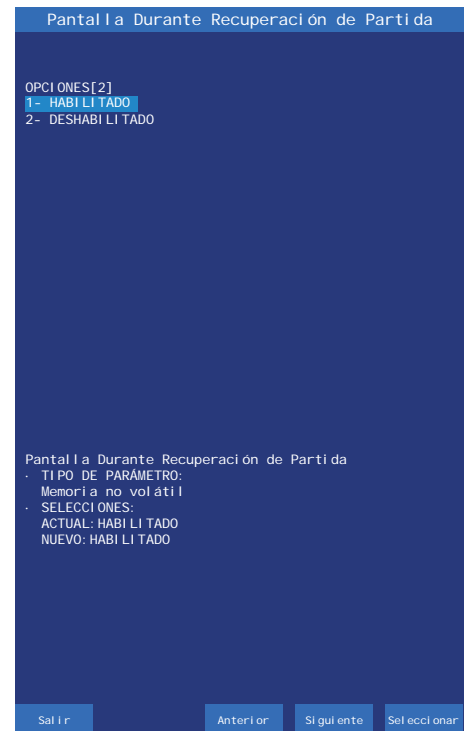 Pantalla Durante Recuperación de Partida
OPCIONES[2]
1- HABILITADO
2- DESHABILITADO
Pantalla Durante Recuperación de Partida
· TIPO DE PARÁMETRO:
Memoria no volátil
· SELECCIONES:
ACTUAL:HABILITADO
NUEVO:HABILITADO
Salir Anterior Siguiente Seleccionar